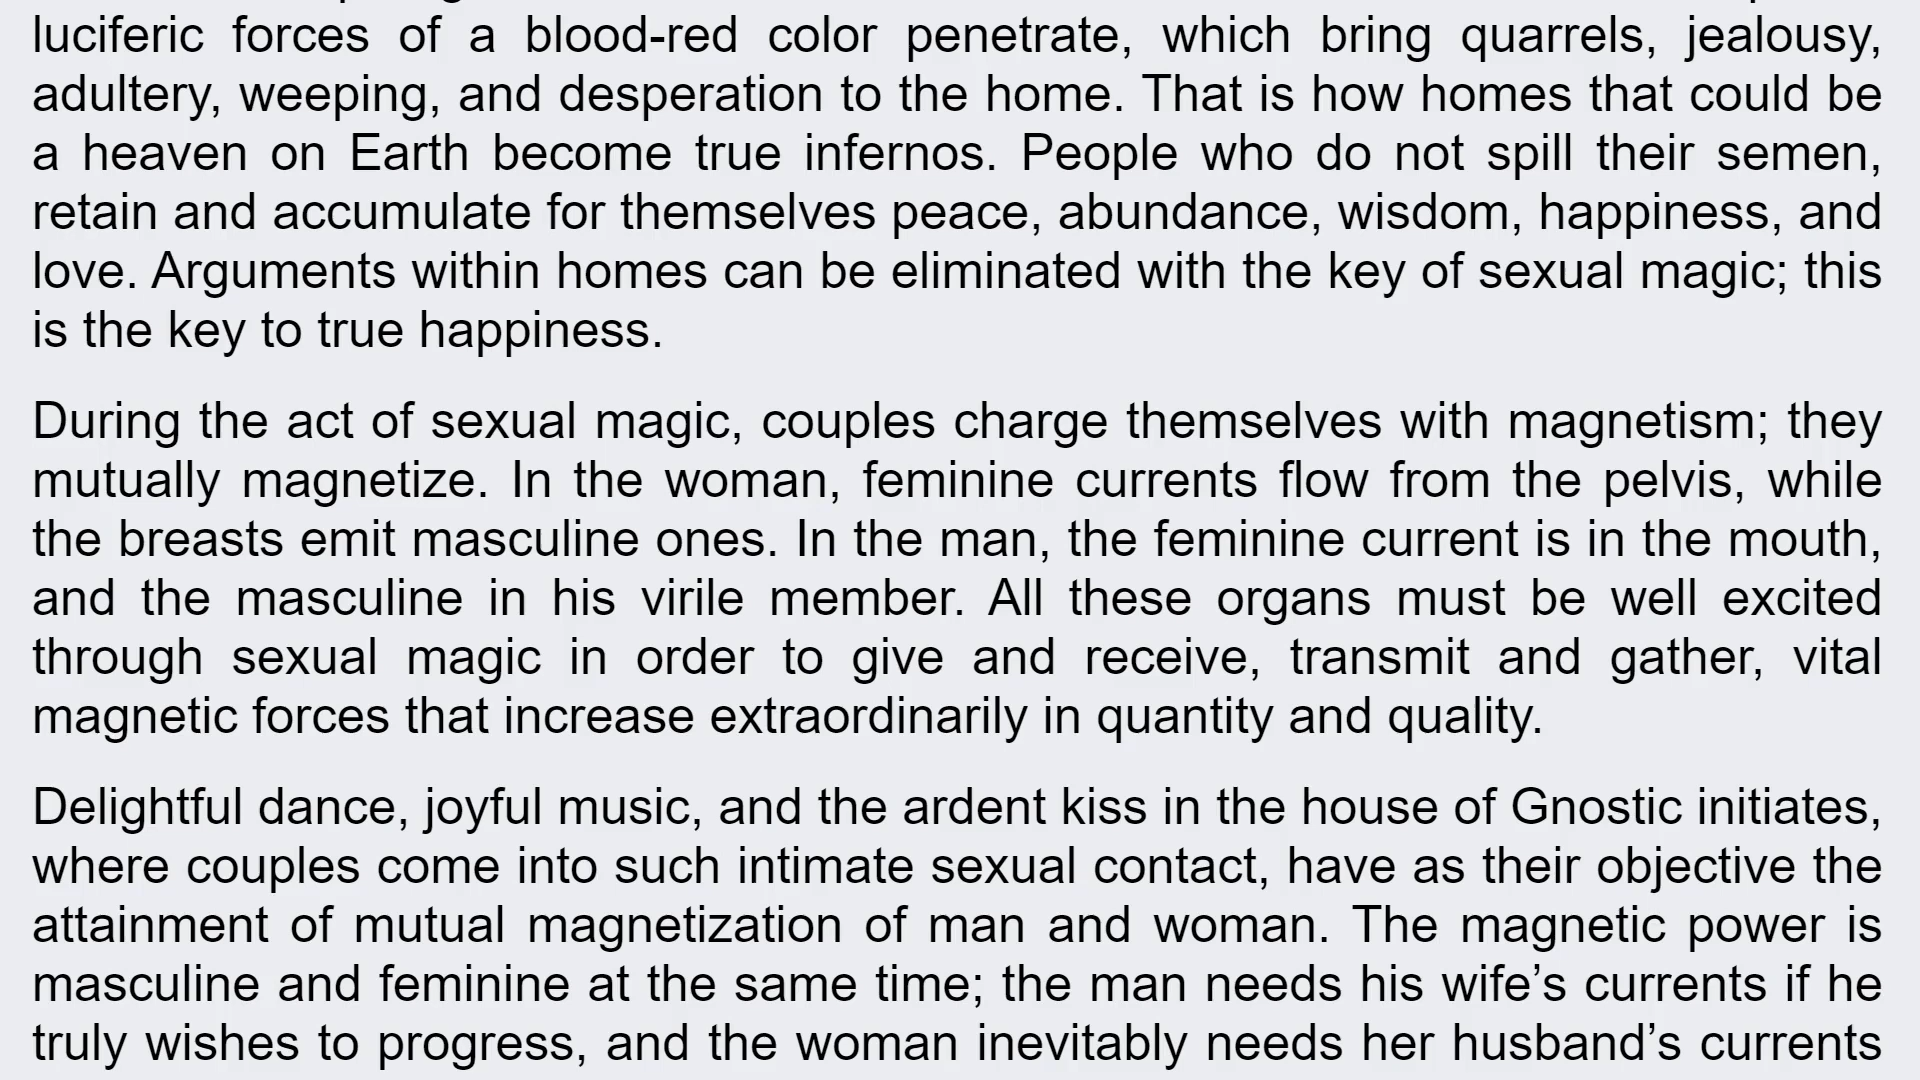 luciferic forces of a blood-red color penetrate, which bring quarrels, jealousy,
adultery, weeping, and desperation to the home. That is how homes that could be
a heaven on Earth become true infernos. People who do not spill their semen,
retain and accumulate for themselves peace, abundance, wisdom, happiness, and
love. Arguments within homes can be eliminated with the key of sexual magic; this
is the key to true happiness.
During the act of sexual magic, couples charge themselves with magnetism; they
mutually magnetize. In the woman, feminine currents flow from the pelvis, while
the breasts emit masculine ones. In the man, the feminine current is in the mouth,
and the masculine in his virile member. All these organs must be well excited
through sexual magic in order to give and receive, transmit and gather, vital
magnetic forces that increase extraordinarily in quantity and quality.
Delightful dance, joyful music, and the ardent kiss in the house of Gnostic initiates,
where couples come into such intimate sexual contact, have as their objective the
attainment of mutual magnetization of man and woman. The magnetic power is
masculine and feminine at the same time; the man needs his wife’s currents if he
truly wishes to progress, and the woman inevitably needs her husband’s currents